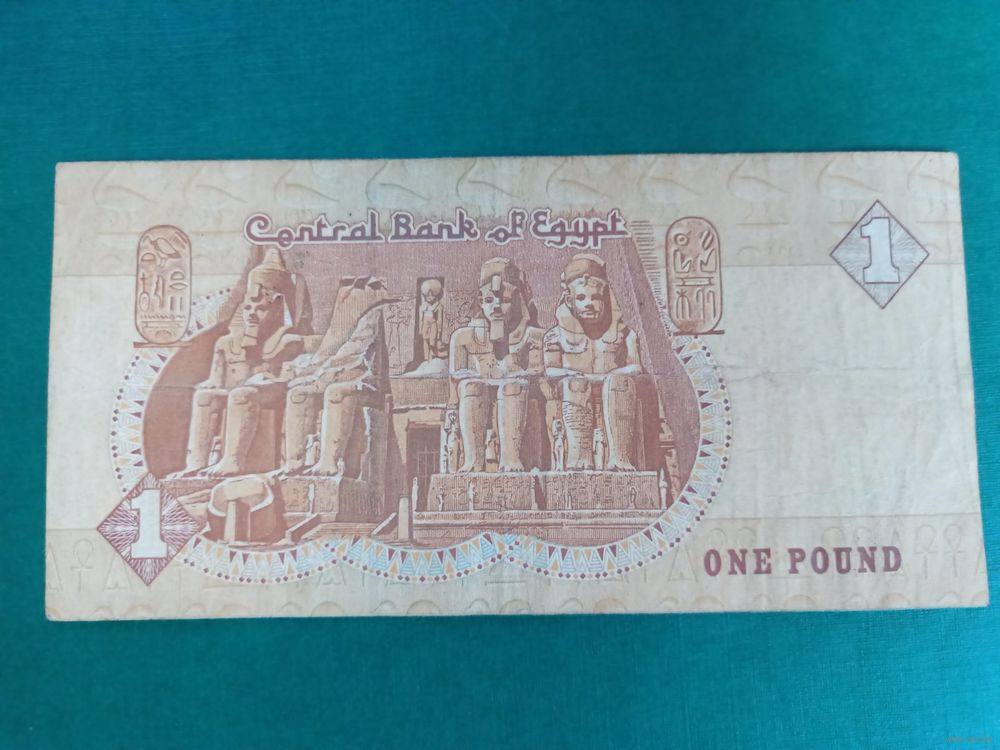 Central Bank of Egypt
1
1
ONE POUND